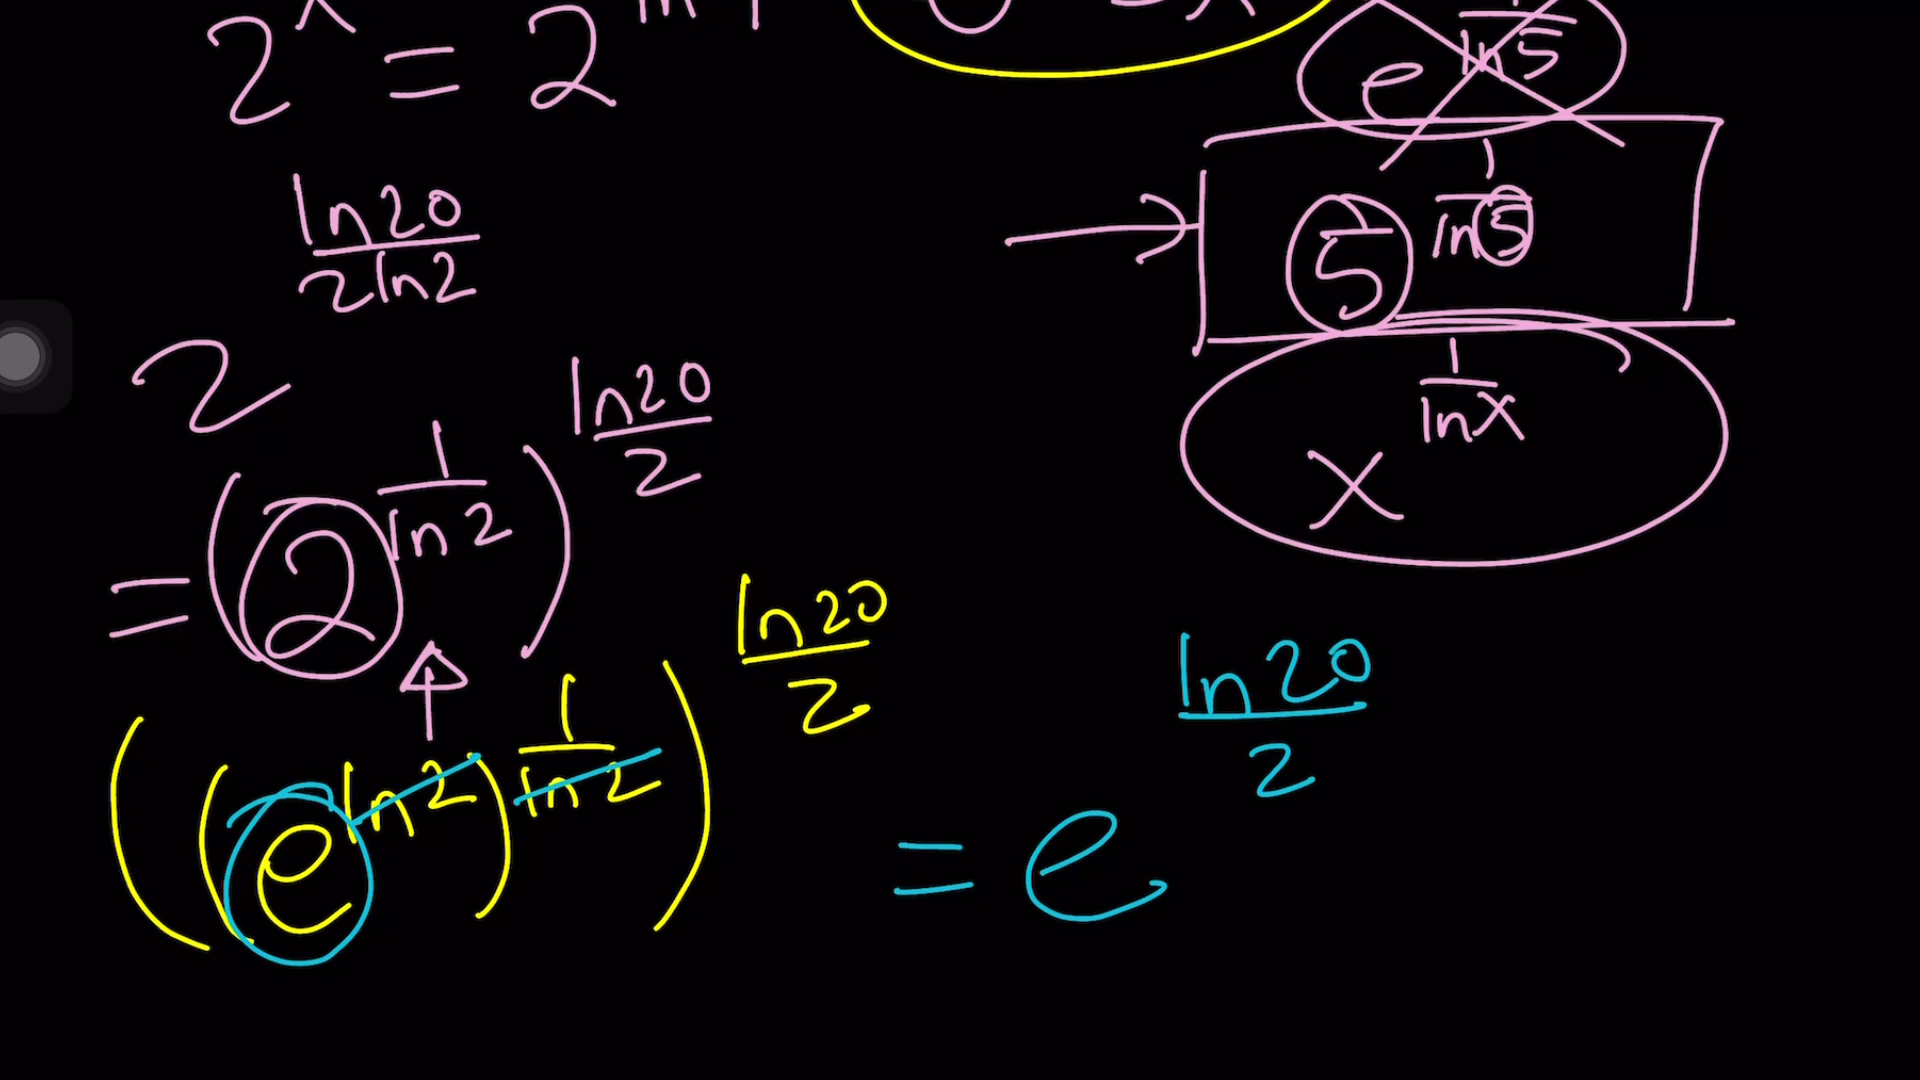 2^x = 2
e^(1/ln5)
5^(1/ln5)
2^(ln20/(2ln2))
x^(1/lnx)
= (2^(1/ln2))^(ln20/2)
((e^(ln2))^(1/ln2))^(ln20/2) = e^(ln20/2)